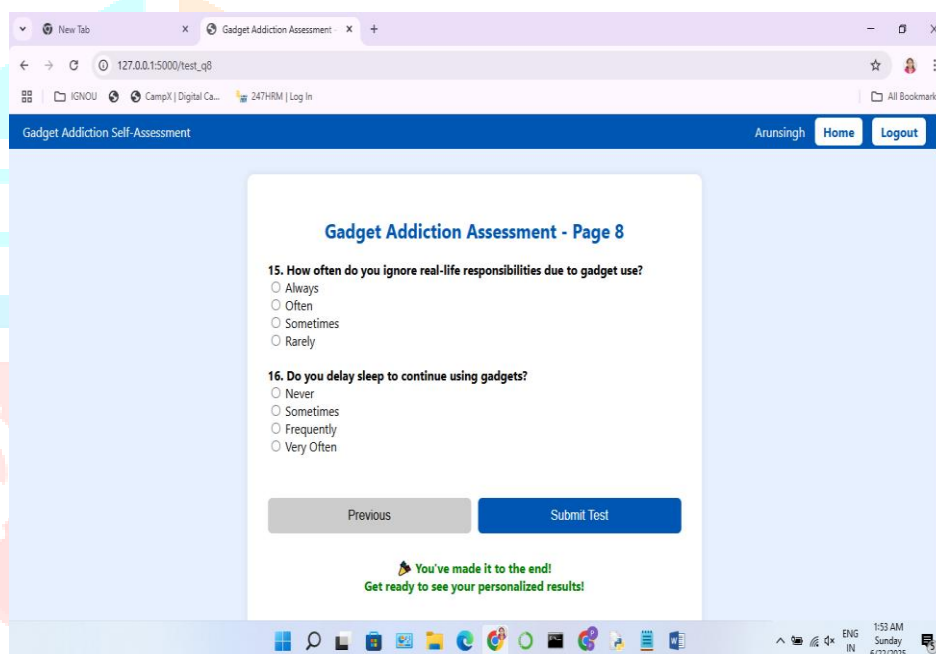 New Tab
Gadget Addiction Assessment -
127.0.0.1:5000/test_q8
IGNOU
CampX | Digital Ca...
247HRM | Log In
All Bookmark
Gadget Addiction Self-Assessment
Arunsingh
Home
Logout
Gadget Addiction Assessment - Page 8
15. How often do you ignore real-life responsibilities due to gadget use?
Always
Often
Sometimes
Rarely
16. Do you delay sleep to continue using gadgets?
Never
Sometimes
Frequently
Very Often
Previous
Submit Test
You've made it to the end!
Get ready to see your personalized results!
ENG
IN
1:53 AM
Sunday
6/22/2025